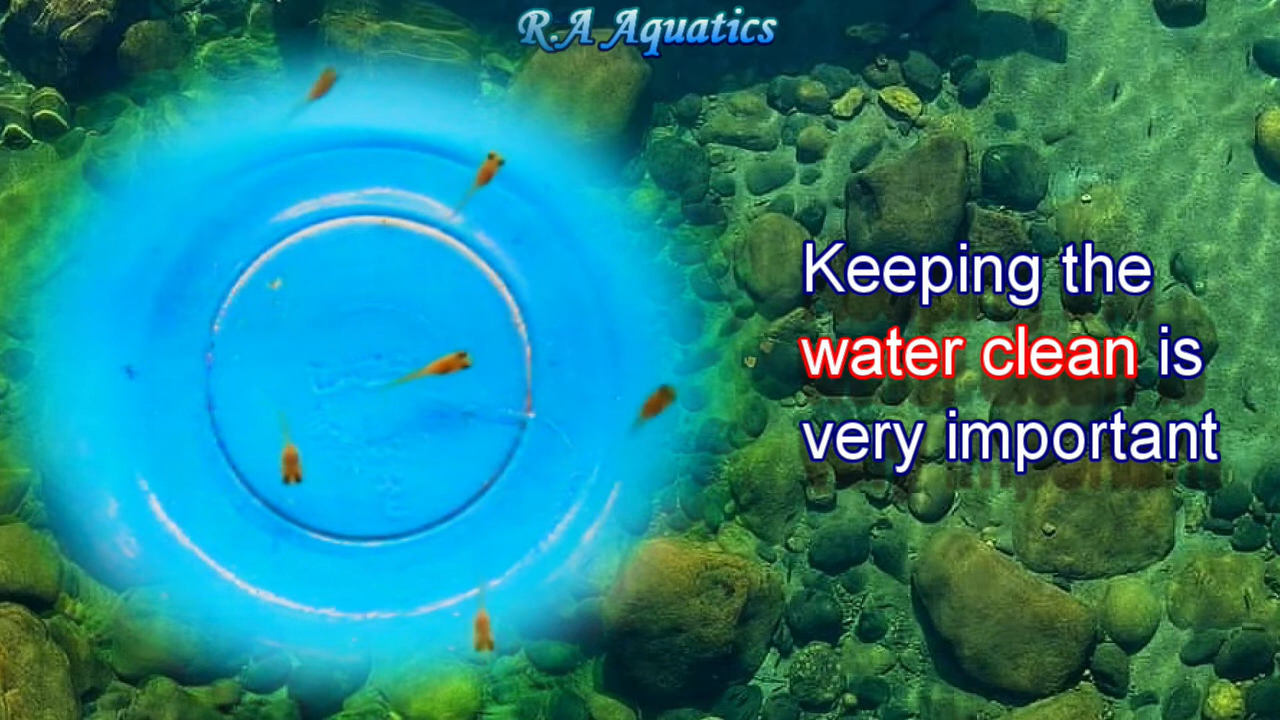 R.A Aquatics
Keeping the
water clean is
very important